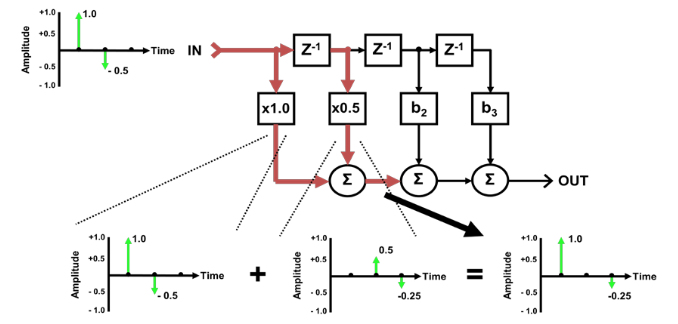 +1.0
1.0
+0.5
Amplitude
Time
- 0.5
- 0.5
- 1.0
IN
Z-1
Z-1
Z-1
x1.0
x0.5
b2
b3
Σ
Σ
Σ
OUT
+1.0
1.0
+0.5
Amplitude
Time
- 0.5
- 0.5
- 1.0
+
+1.0
+0.5
0.5
Amplitude
Time
- 0.5
-0.25
- 0.1
=
+1.0
1.0
+0.5
Amplitude
Time
- 0.5
-0.25
- 0.1